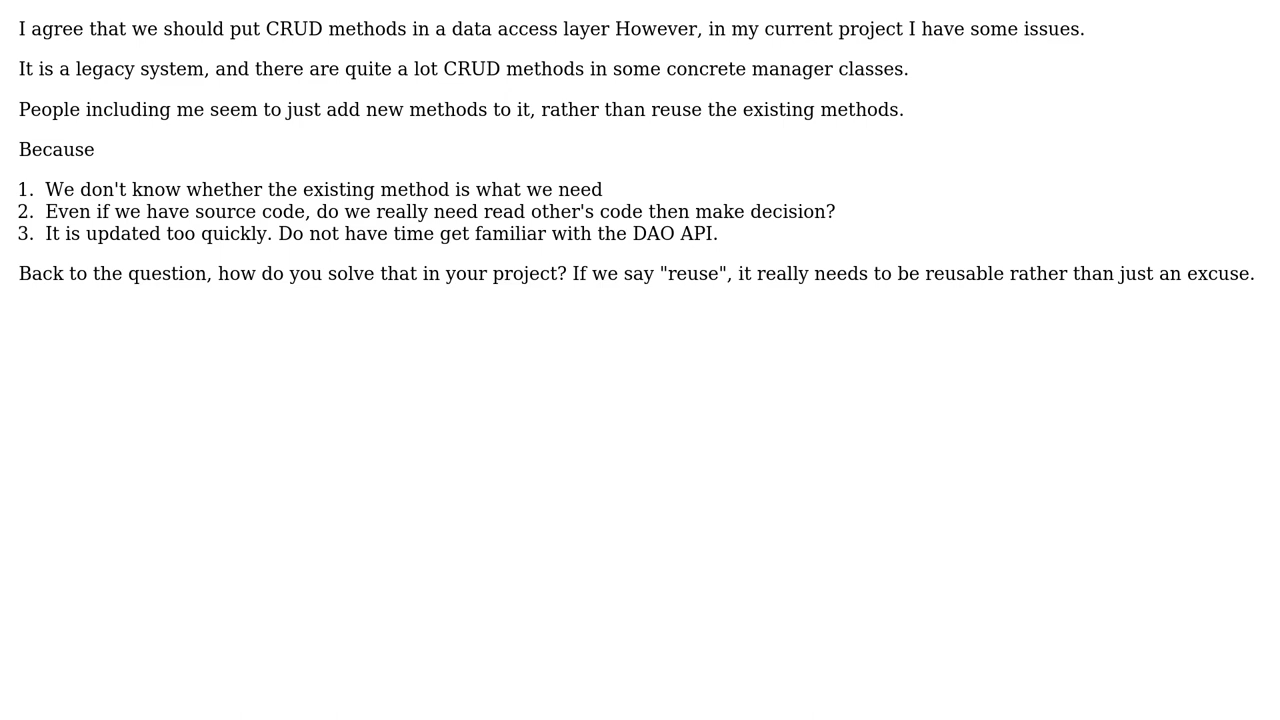 I agree that we should put CRUD methods in a data access layer However, in my current project I have some issues.
It is a legacy system, and there are quite a lot CRUD methods in some concrete manager classes.
People including me seem to just add new methods to it, rather than reuse the existing methods.
Because
1. We don't know whether the existing method is what we need
2. Even if we have source code, do we really need read other's code then make decision?
3. It is updated too quickly. Do not have time get familiar with the DAO API.
Back to the question, how do you solve that in your project? If we say "reuse", it really needs to be reusable rather than just an excuse.